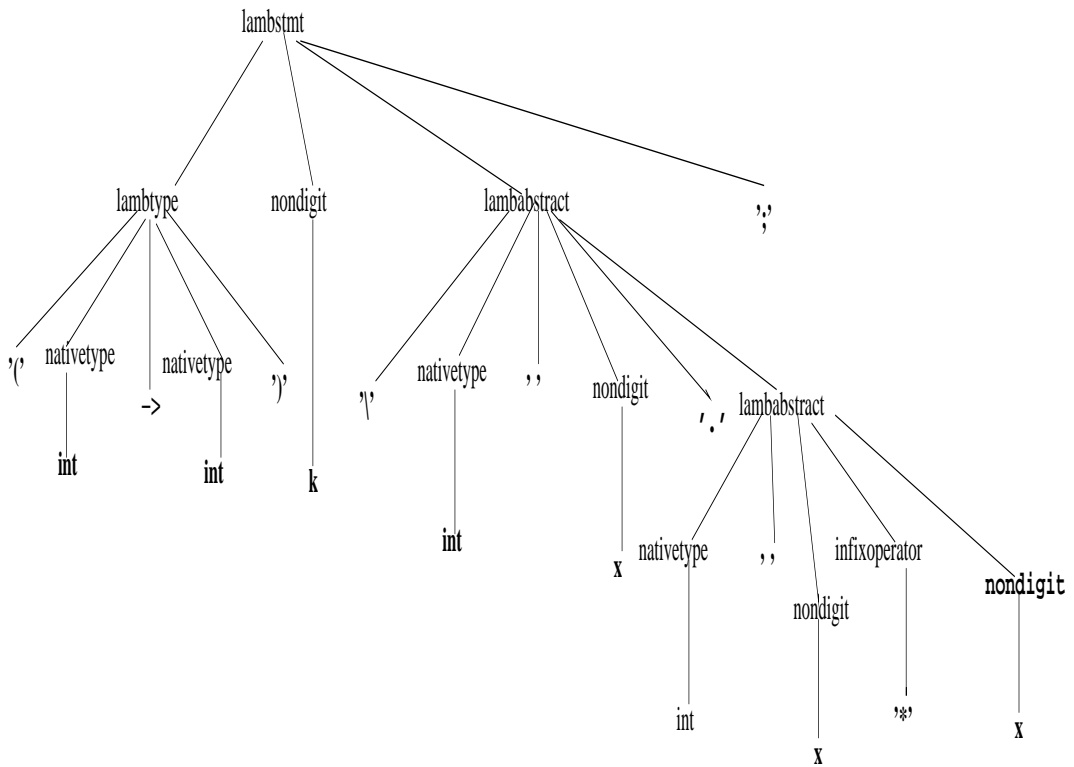 lambstmt
lambtype nondigit lambabstract ';'
'(' nativetype -> nativetype ')' '\' nativetype ' ' nondigit '.' lambabstract
int int k
int x nativetype ' ' nondigit infixoperator nondigit
int x '*' x